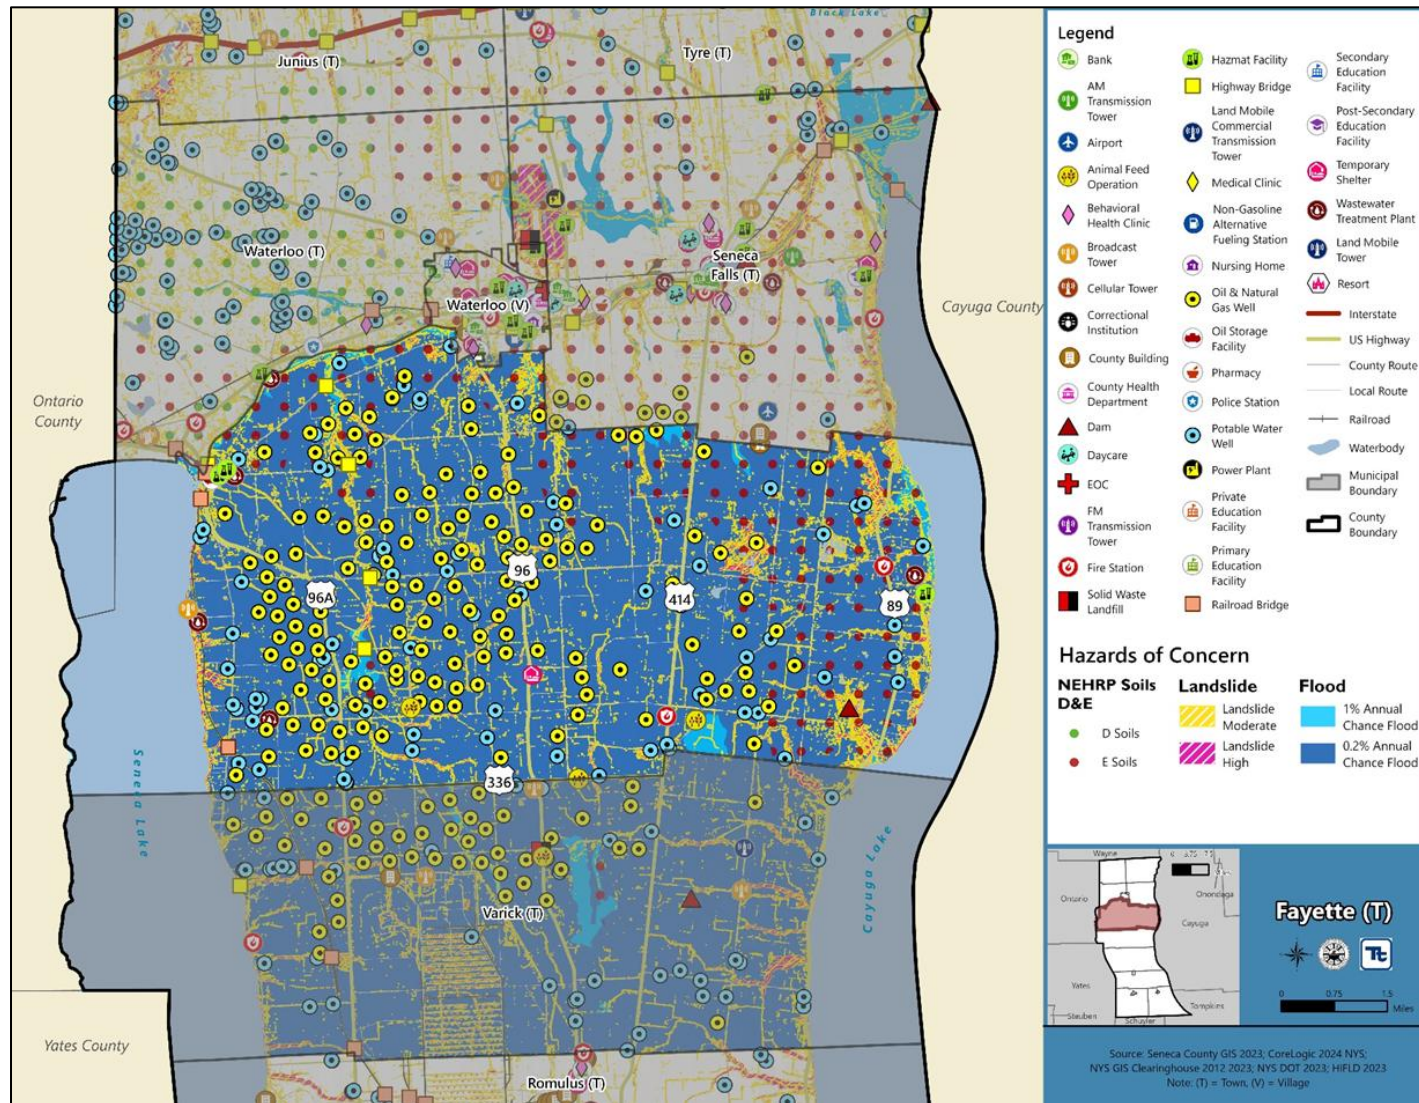 Black Lake
Junius (T)
Tyre (T)
Waterloo (T)
Seneca
Falls (T)
Waterloo (V)
Cayuga County
Ontario
County
96
96A
414
89
336
Seneca Lake
Cayuga Lake
Varick (T)
Yates County
Romulus (T)
Legend
Bank
AM
Transmission
Tower
Airport
Animal Feed
Operation
Behavioral
Health Clinic
Broadcast
Tower
Cellular Tower
Correctional
Institution
County Building
County Health
Department
Dam
Daycare
EOC
FM
Transmission
Tower
Fire Station
Solid Waste
Landfill
Hazmat Facility
Highway Bridge
Land Mobile
Commercial
Transmission
Tower
Medical Clinic
Non-Gasoline
Alternative
Fueling Station
Nursing Home
Oil & Natural
Gas Well
Oil Storage
Facility
Pharmacy
Police Station
Potable Water
Well
Power Plant
Private
Education
Facility
Primary
Education
Facility
Railroad Bridge
Secondary
Education
Facility
Post-Secondary
Education
Facility
Temporary
Shelter
Wastewater
Treatment Plant
Land Mobile
Tower
Resort
Interstate
US Highway
County Route
Local Route
Railroad
Waterbody
Municipal
Boundary
County
Boundary
Hazards of Concern
NEHRP Soils
D&E
D Soils
E Soils
Landslide
Landslide
Moderate
Landslide
High
Flood
1% Annual
Chance Flood
0.2% Annual
Chance Flood
Wayne
0 3.75 7.5
Ontario
Onondaga
Cayuga
Yates
Steuben
Schuyler
Tompkins
Fayette (T)
Tt
0 0.75 1.5
Miles
Source: Seneca County GIS 2023; CoreLogic 2024 NYS;
NYS GIS Clearinghouse 2012 2023; NYS DOT 2023; HIFLD 2023
Note: (T) = Town, (V) = Village